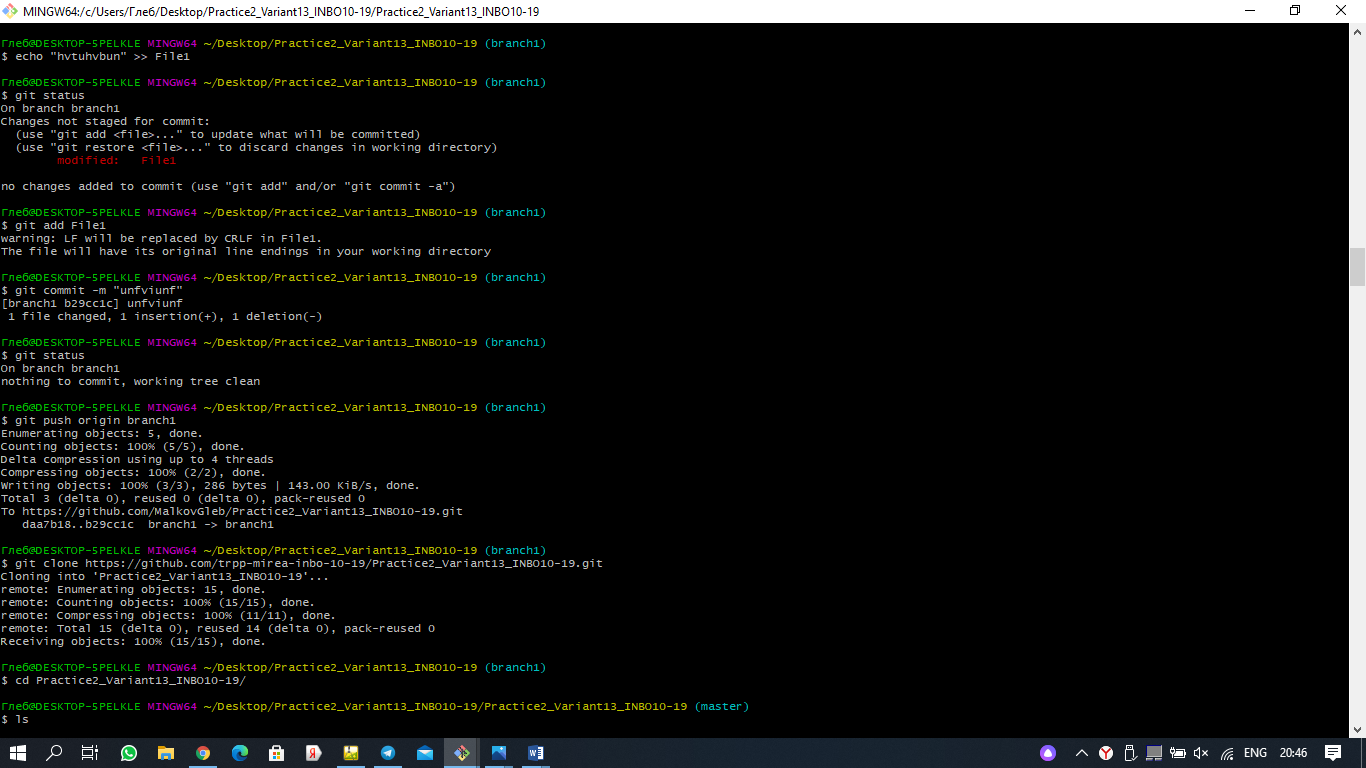 MINGW64:/c/Users/Глеб/Desktop/Practice2_Variant13_INBO10-19/Practice2_Variant13_INBO10-19
Глеб@DESKTOP-5PELKLE MINGW64 ~/Desktop/Practice2_Variant13_INBO10-19 (branch1)
$ echo "hvtuhvbun" >> File1
Глеб@DESKTOP-5PELKLE MINGW64 ~/Desktop/Practice2_Variant13_INBO10-19 (branch1)
$ git status
On branch branch1
Changes not staged for commit:
  (use "git add <file>..." to update what will be committed)
  (use "git restore <file>..." to discard changes in working directory)
        modified:   File1
no changes added to commit (use "git add" and/or "git commit -a")
Глеб@DESKTOP-5PELKLE MINGW64 ~/Desktop/Practice2_Variant13_INBO10-19 (branch1)
$ git add File1
warning: LF will be replaced by CRLF in File1.
The file will have its original line endings in your working directory
Глеб@DESKTOP-5PELKLE MINGW64 ~/Desktop/Practice2_Variant13_INBO10-19 (branch1)
$ git commit -m "unfviunf"
[branch1 b29cc1c] unfviunf
 1 file changed, 1 insertion(+), 1 deletion(-)
Глеб@DESKTOP-5PELKLE MINGW64 ~/Desktop/Practice2_Variant13_INBO10-19 (branch1)
$ git status
On branch branch1
nothing to commit, working tree clean
Глеб@DESKTOP-5PELKLE MINGW64 ~/Desktop/Practice2_Variant13_INBO10-19 (branch1)
$ git push origin branch1
Enumerating objects: 5, done.
Counting objects: 100% (5/5), done.
Delta compression using up to 4 threads
Compressing objects: 100% (2/2), done.
Writing objects: 100% (3/3), 286 bytes | 143.00 KiB/s, done.
Total 3 (delta 0), reused 0 (delta 0), pack-reused 0
To https://github.com/MalkovGleb/Practice2_Variant13_INBO10-19.git
   daa7b18..b29cc1c  branch1 -> branch1
Глеб@DESKTOP-5PELKLE MINGW64 ~/Desktop/Practice2_Variant13_INBO10-19 (branch1)
$ git clone https://github.com/trpp-mirea-inbo-10-19/Practice2_Variant13_INBO10-19.git
Cloning into 'Practice2_Variant13_INBO10-19'...
remote: Enumerating objects: 15, done.
remote: Counting objects: 100% (15/15), done.
remote: Compressing objects: 100% (11/11), done.
remote: Total 15 (delta 0), reused 14 (delta 0), pack-reused 0
Receiving objects: 100% (15/15), done.
Глеб@DESKTOP-5PELKLE MINGW64 ~/Desktop/Practice2_Variant13_INBO10-19 (branch1)
$ cd Practice2_Variant13_INBO10-19/
Глеб@DESKTOP-5PELKLE MINGW64 ~/Desktop/Practice2_Variant13_INBO10-19/Practice2_Variant13_INBO10-19 (master)
$ ls
ENG 20:46